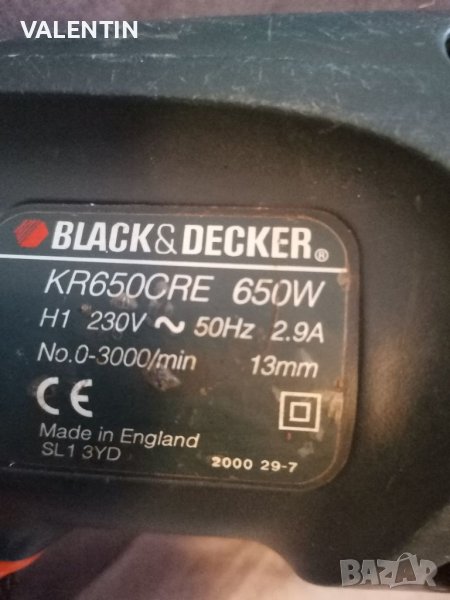 VALENTIN
BLACK & DECKER®
KR650CRE 650W
H1 230V ~ 50Hz 2.9A
No.0-3000/min 13mm
CE
Made in England
SL1 3YD
2000 29-7
BAZAR